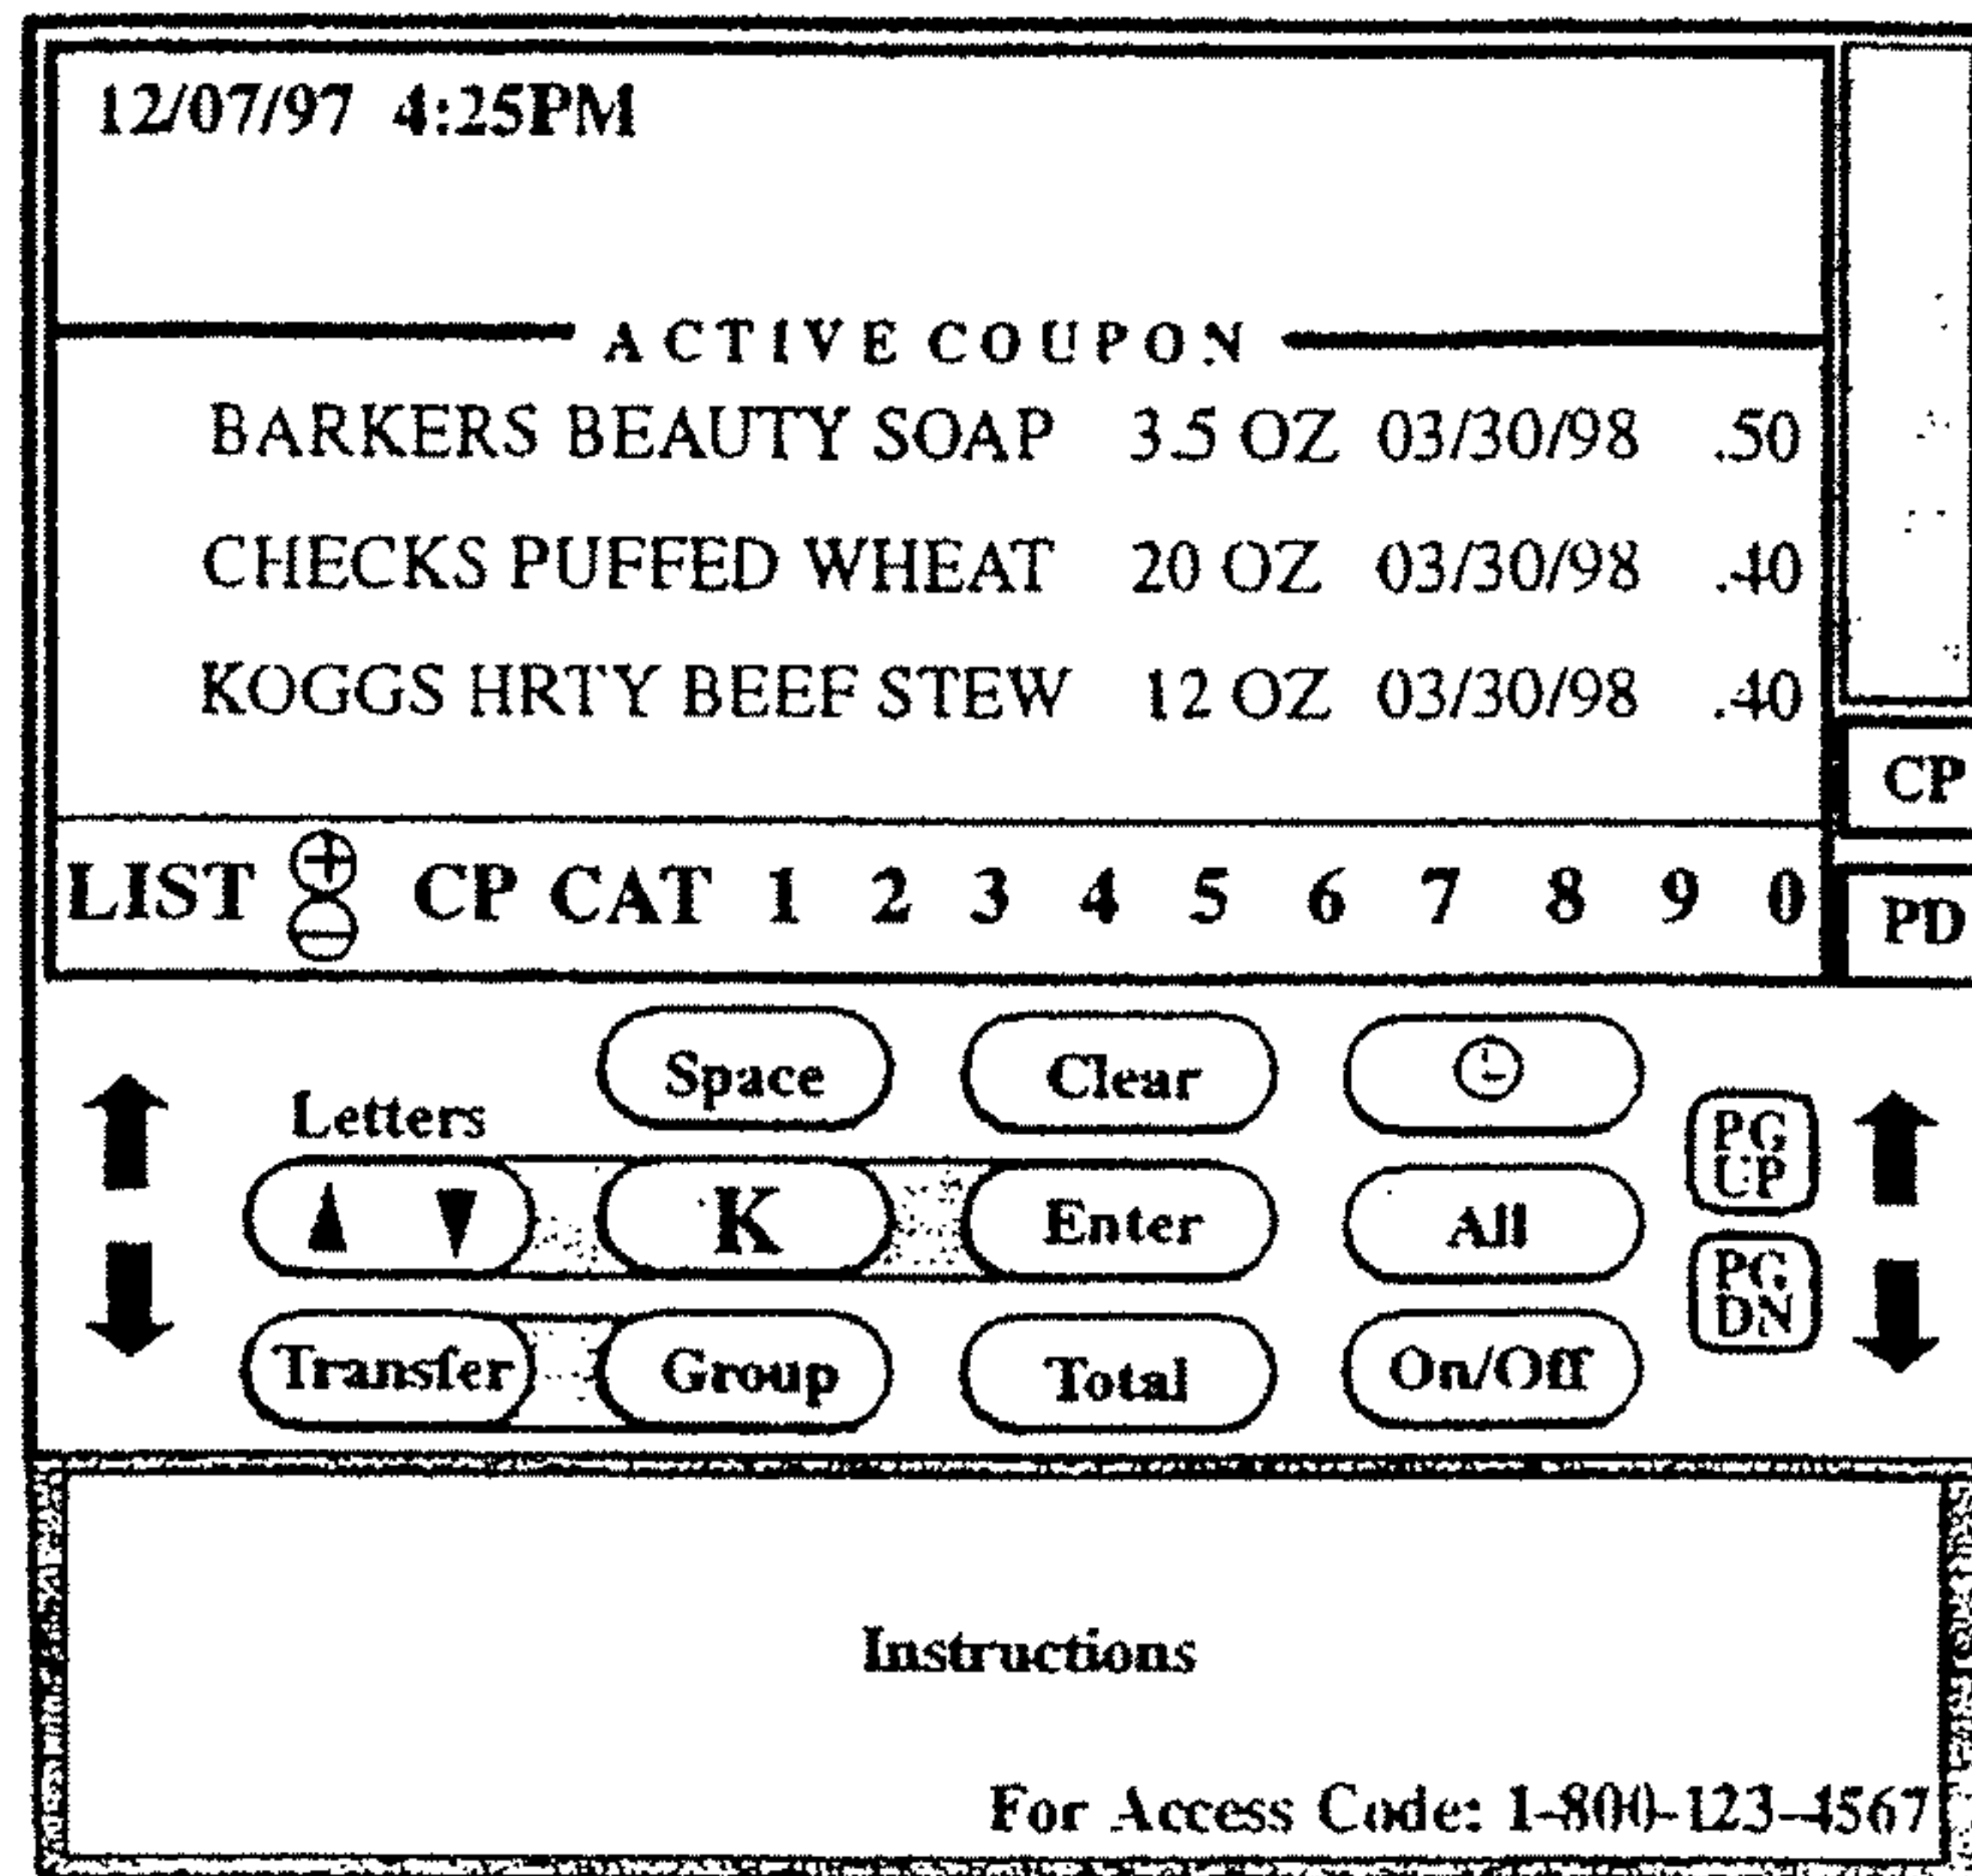 12/07/97 4:25PM
ACTIVE COUPON
BARKERS BEAUTY SOAP 3.5 OZ 03/30/98 .50
CHECKS PUFFED WHEAT 20 OZ 03/30/98 .40
KOGGS HRTY BEEF STEW 12 OZ 03/30/98 .40
CP
LIST + - CP CAT 1 2 3 4 5 6 7 8 9 0
PD
Space Clear
Letters
PG UP
K Enter All
PG DN
Transfer Group Total On/Off
Instructions
For Access Code: 1-800-123-4567